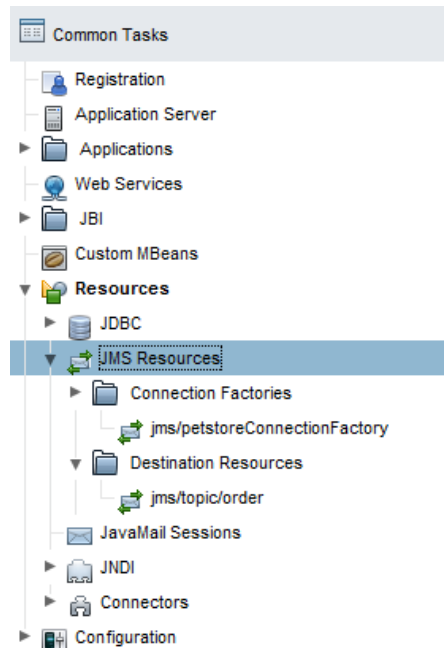 Common Tasks
Registration
Application Server
Applications
Web Services
JBI
Custom MBeans
Resources
JDBC
JMS Resources
Connection Factories
jms/petstoreConnectionFactory
Destination Resources
jms/topic/order
JavaMail Sessions
JNDI
Connectors
Configuration